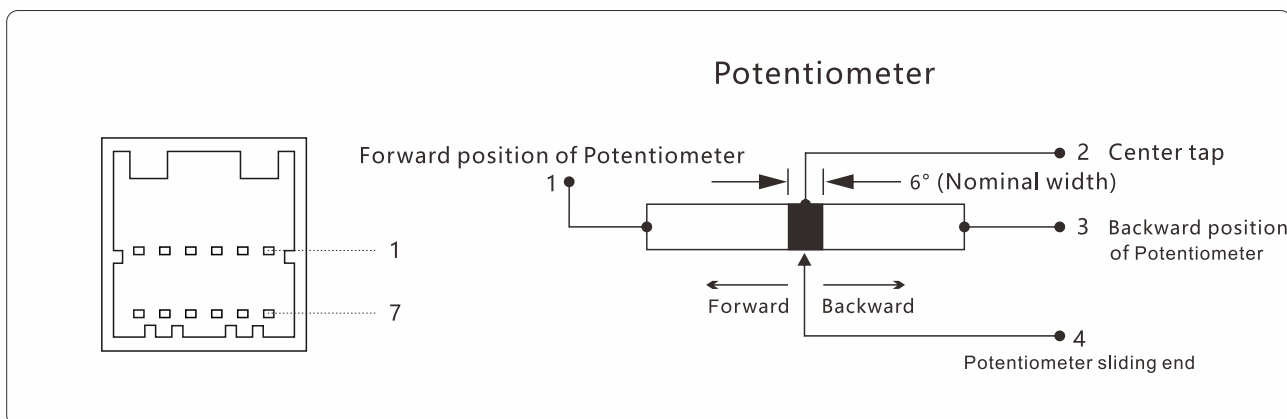 Potentiometer
Forward position of Potentiometer
1
2 Center tap
6° (Nominal width)
3 Backward position
of Potentiometer
1
Forward
Backward
7
4
Potentiometer sliding end